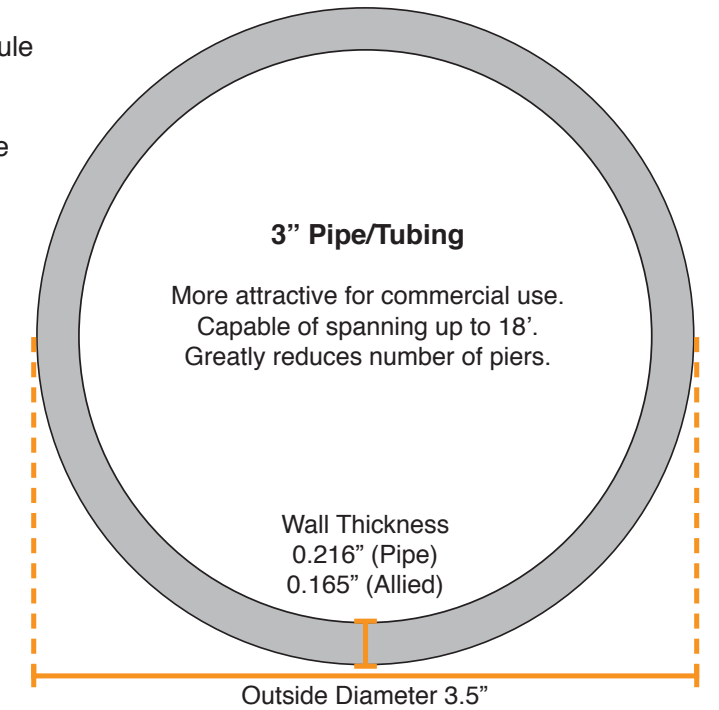 ule
e
3” Pipe/Tubing
More attractive for commercial use.
Capable of spanning up to 18’.
Greatly reduces number of piers.
Wall Thickness
0.216” (Pipe)
0.165” (Allied)
Outside Diameter 3.5”